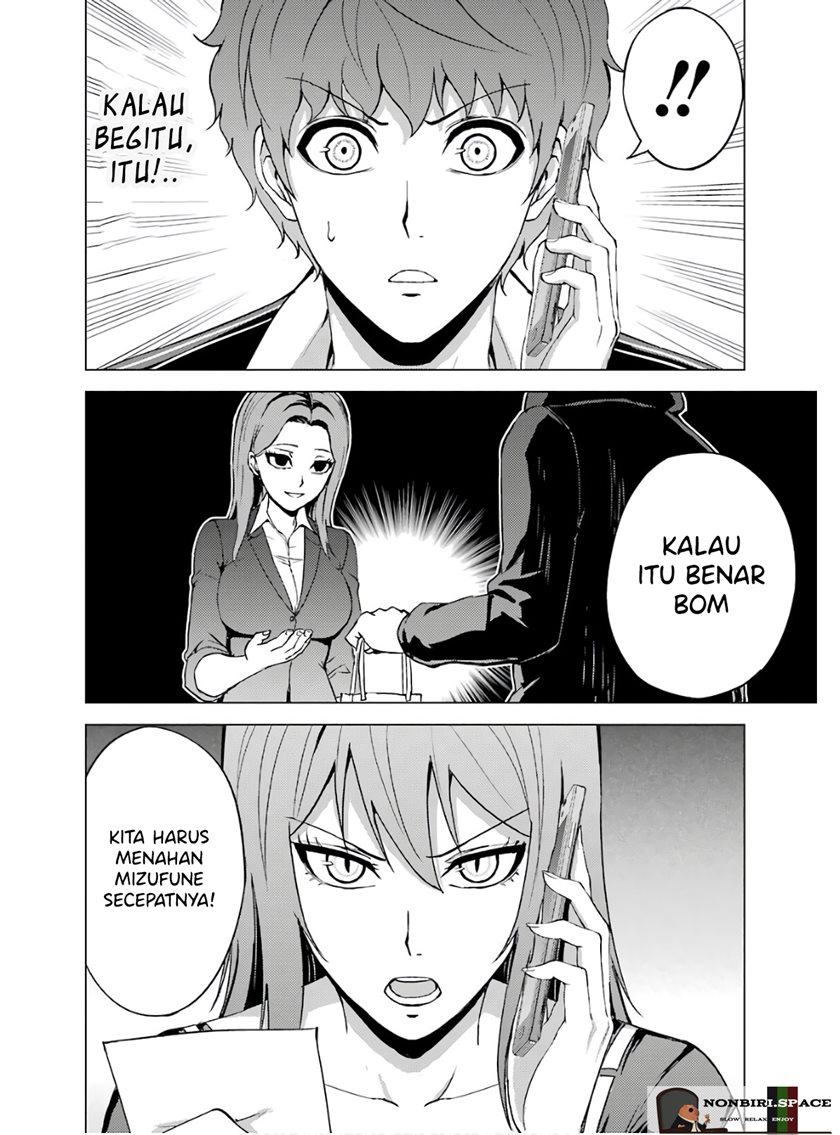 !!
KALAU
BEGITU,
ITU!..
KALAU
ITU BENAR
BOM
KITA HARUS
MENAHAN
MIZUFUNE
SECEPATNYA!
NONBIRI.SPACE
SLOW RELAX ENJOY